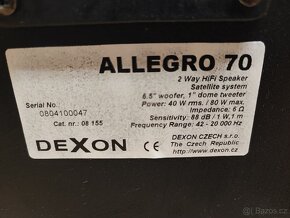 ALLEGRO 70
2 Way HiFi Speaker
Satellite system
6.5" woofer, 1" dome tweeter
Power: 40 W rms. / 80 W max.
Impedance: 6 Ω
Sensitivity: 88 dB / 1 W,1 m
Frequency Range: 42 - 20 000 Hz
Serial No.
0804100047
Cat. nr.: 08 155
DEXON CE
DEXON CZECH s.r.o.
The Czech Republic
http://www.dexon.cz